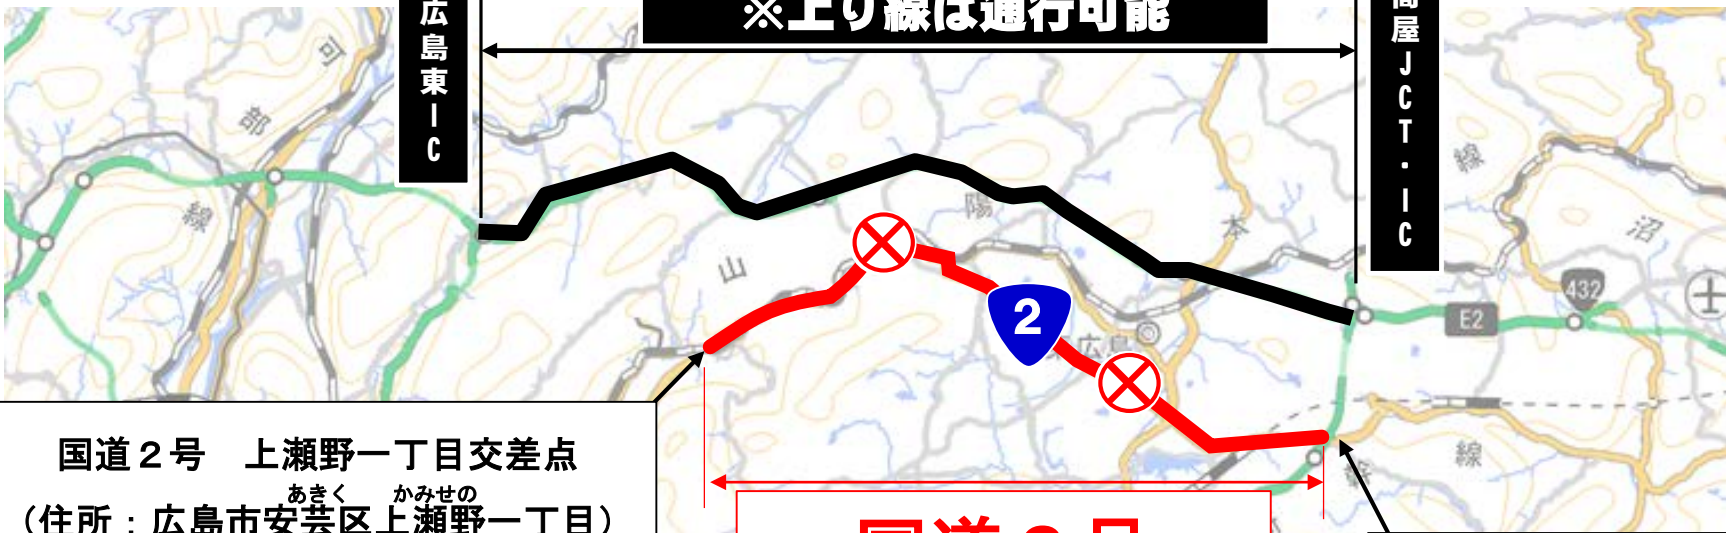 ※上り線は通行可能
広島東IC
屋JCT・IC
可
部
線
山
陽
本
線
沼
2
広島
E2
432
線
国道２号　上瀬野一丁目交差点
あきく　かみせの
（住所：広島市安芸区上瀬野一丁目）